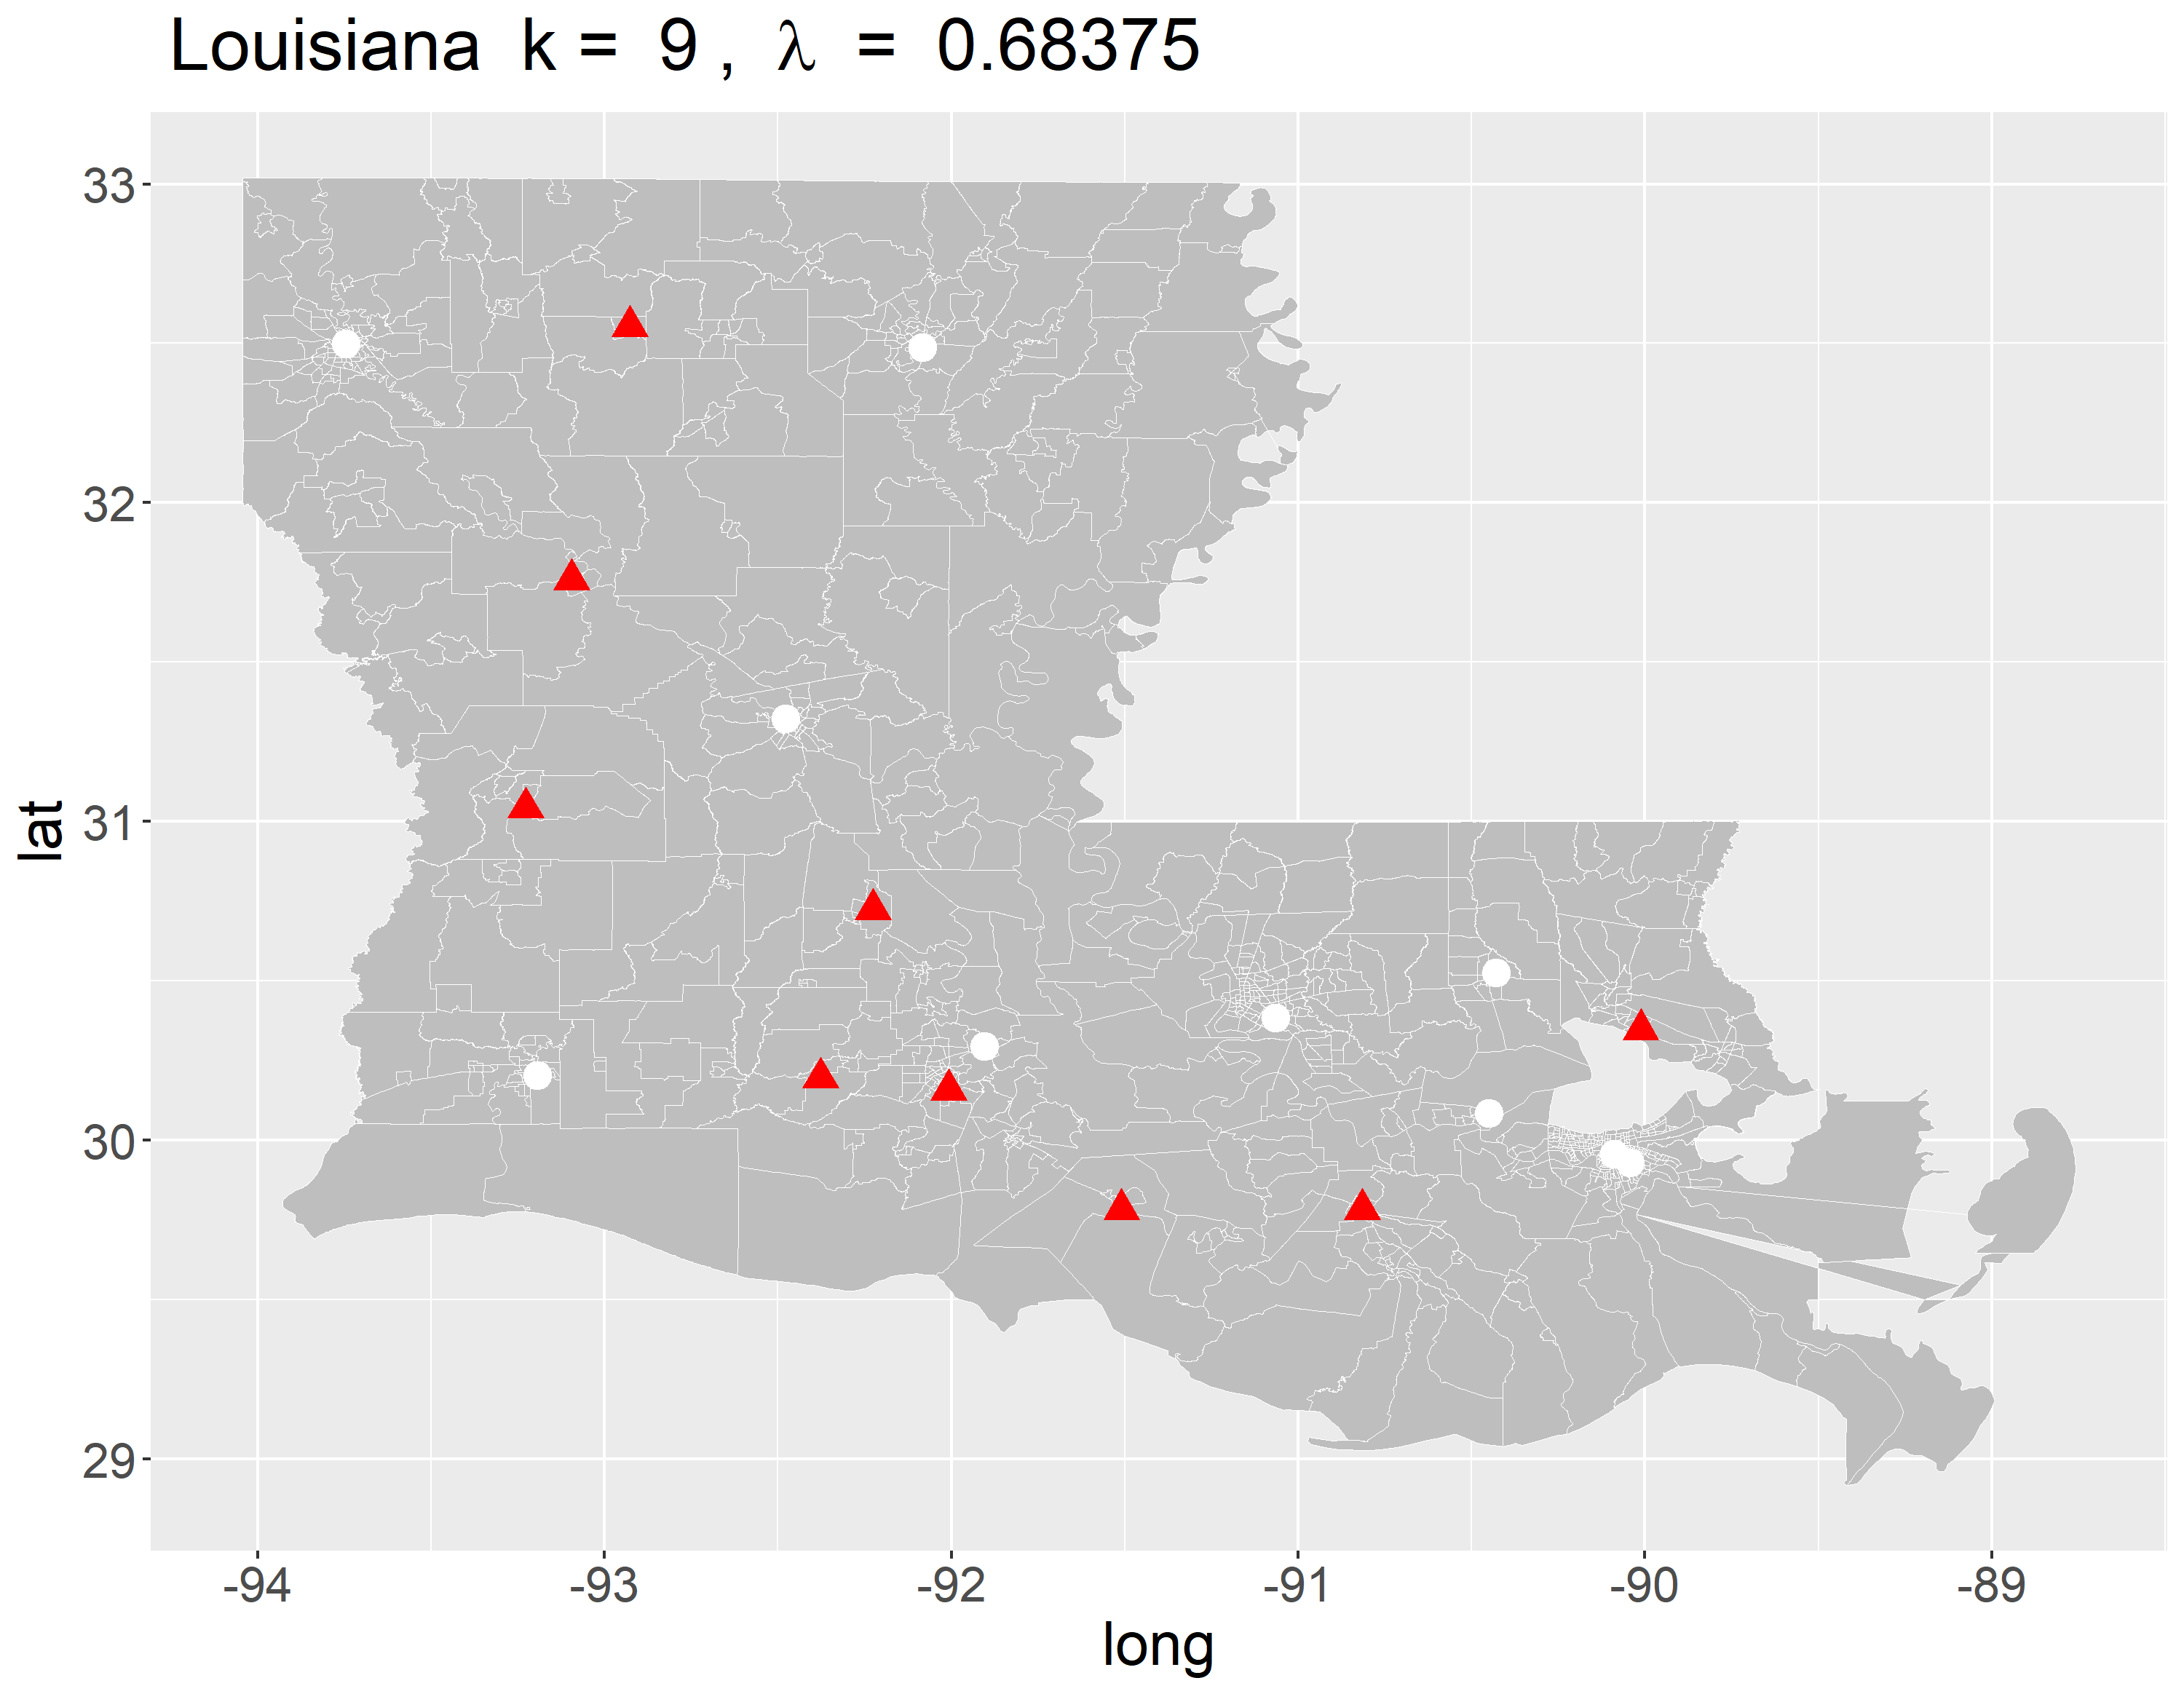 Louisiana k = 9 , λ = 0.68375
33
32
31
30
29
lat
-94 -93 -92 -91 -90 -89
long